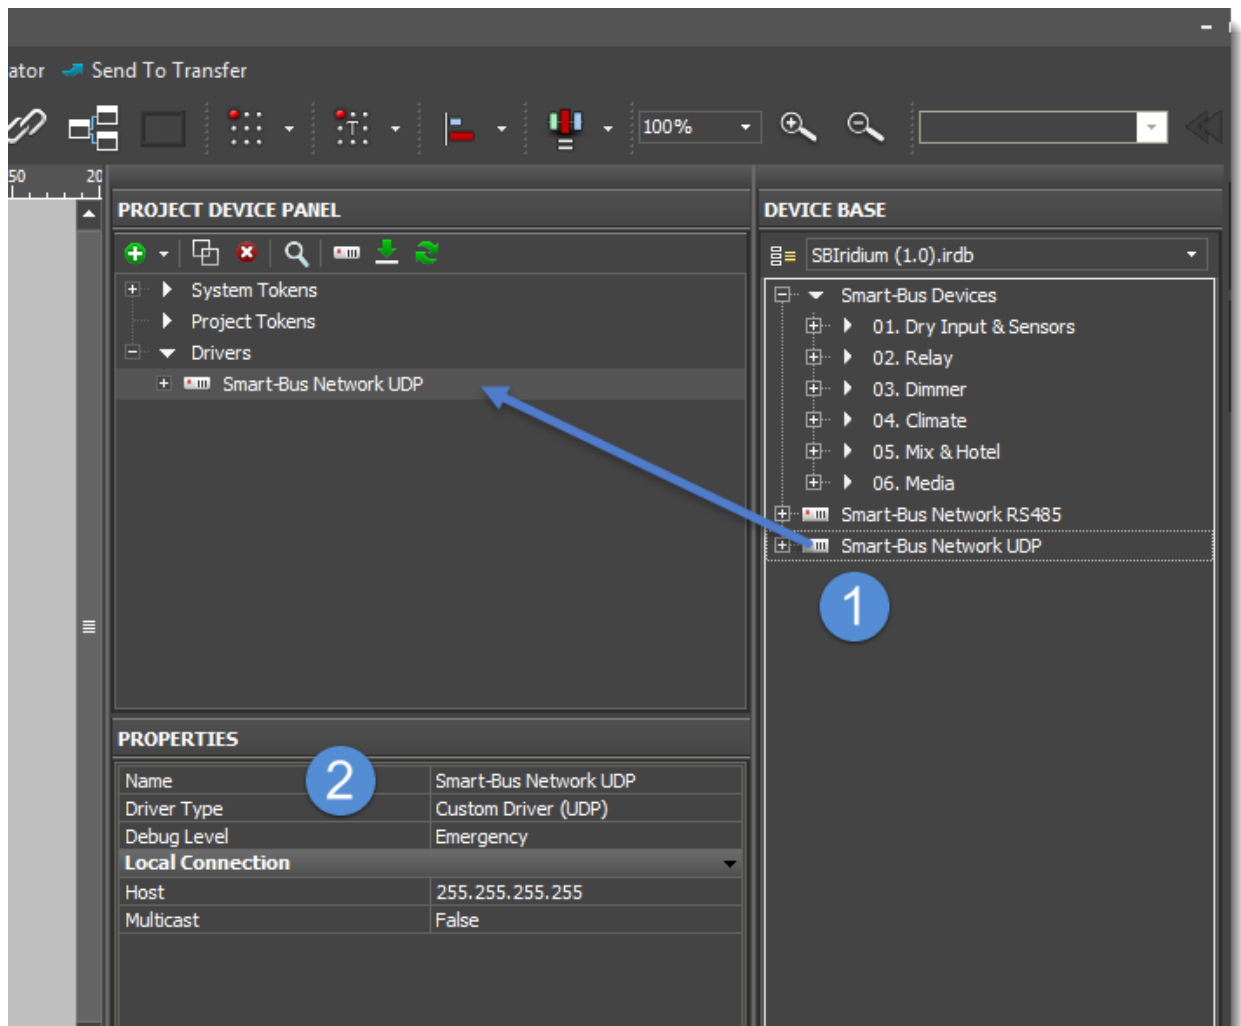 ator Send To Transfer
T 100%
50 20
PROJECT DEVICE PANEL
System Tokens
Project Tokens
Drivers
Smart-Bus Network UDP
DEVICE BASE
SBIridium (1.0).irdb
Smart-Bus Devices
01. Dry Input & Sensors
02. Relay
03. Dimmer
04. Climate
05. Mix & Hotel
06. Media
Smart-Bus Network RS485
Smart-Bus Network UDP
1
PROPERTIES
2
Name Smart-Bus Network UDP
Driver Type Custom Driver (UDP)
Debug Level Emergency
Local Connection
Host 255.255.255.255
Multicast False